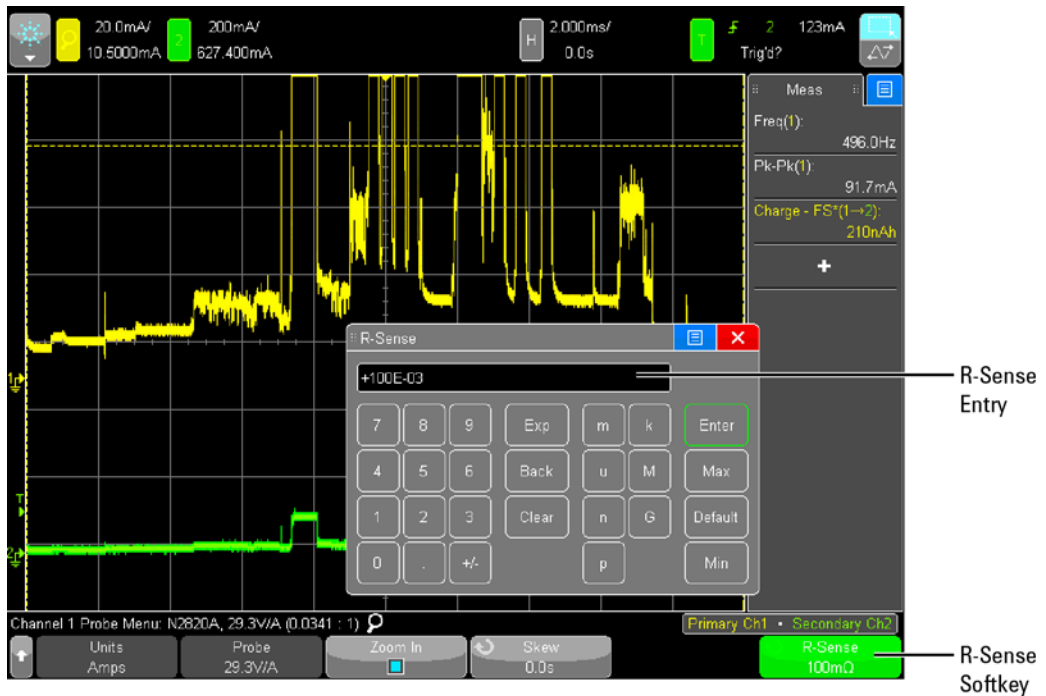 20.0mA/
10.5000mA
2
200mA/
627.400mA
H
2.000ms/
0.0s
T
2
123mA
Trig'd?
Meas
Freq(1):
496.0Hz
Pk-Pk(1):
91.7mA
Charge - FS*(1→2):
210nAh
+
1
T
2
R-Sense
+100E-03
7 8 9 Exp m k Enter
4 5 6 Back u M Max
1 2 3 Clear n G Default
0 . +/- p Min
R-Sense
Entry
Channel 1 Probe Menu: N2820A, 29.3V/A (0.0341 : 1)
Primary Ch1 • Secondary Ch2
Units
Amps
Probe
29.3V/A
Zoom In
Skew
0.0s
R-Sense
100mΩ
R-Sense
Softkey